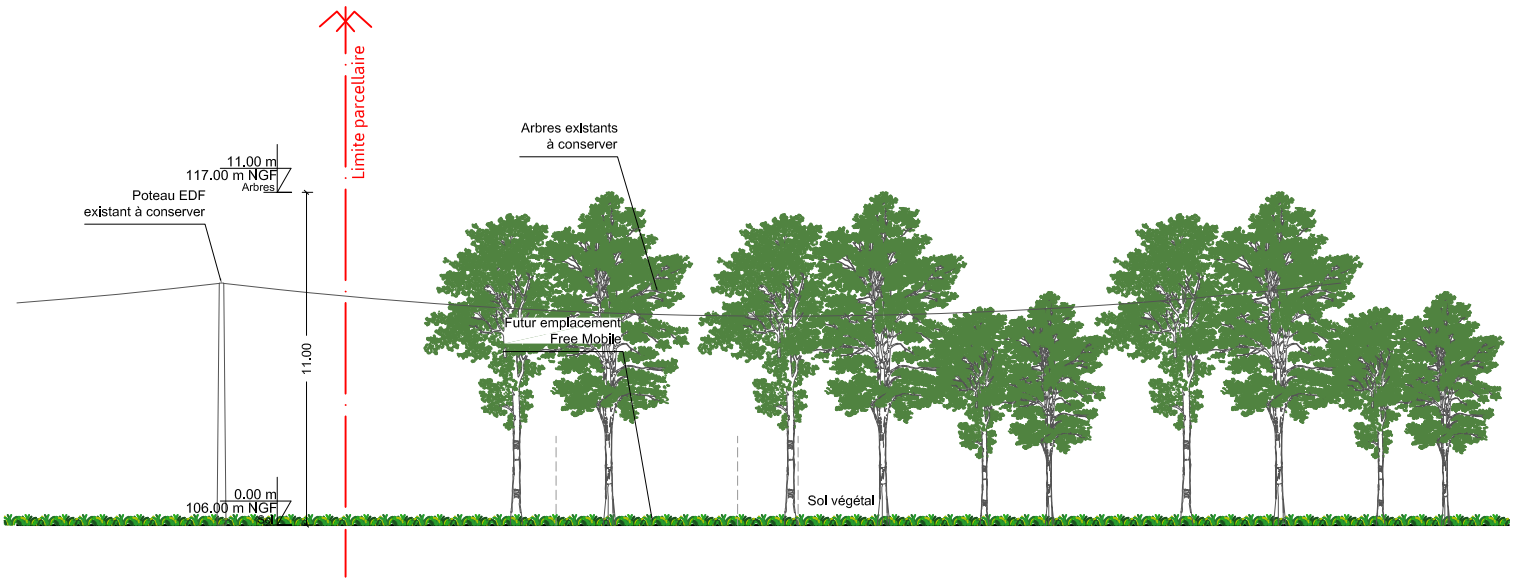 Limite parcellaire
Arbres existants
à conserver
11.00 m
117.00 m NGF
Arbres
Poteau EDF
existant à conserver
11.00
Futur emplacement
Free Mobile
0.00 m
106.00 m NGF
Sol
Sol végétal